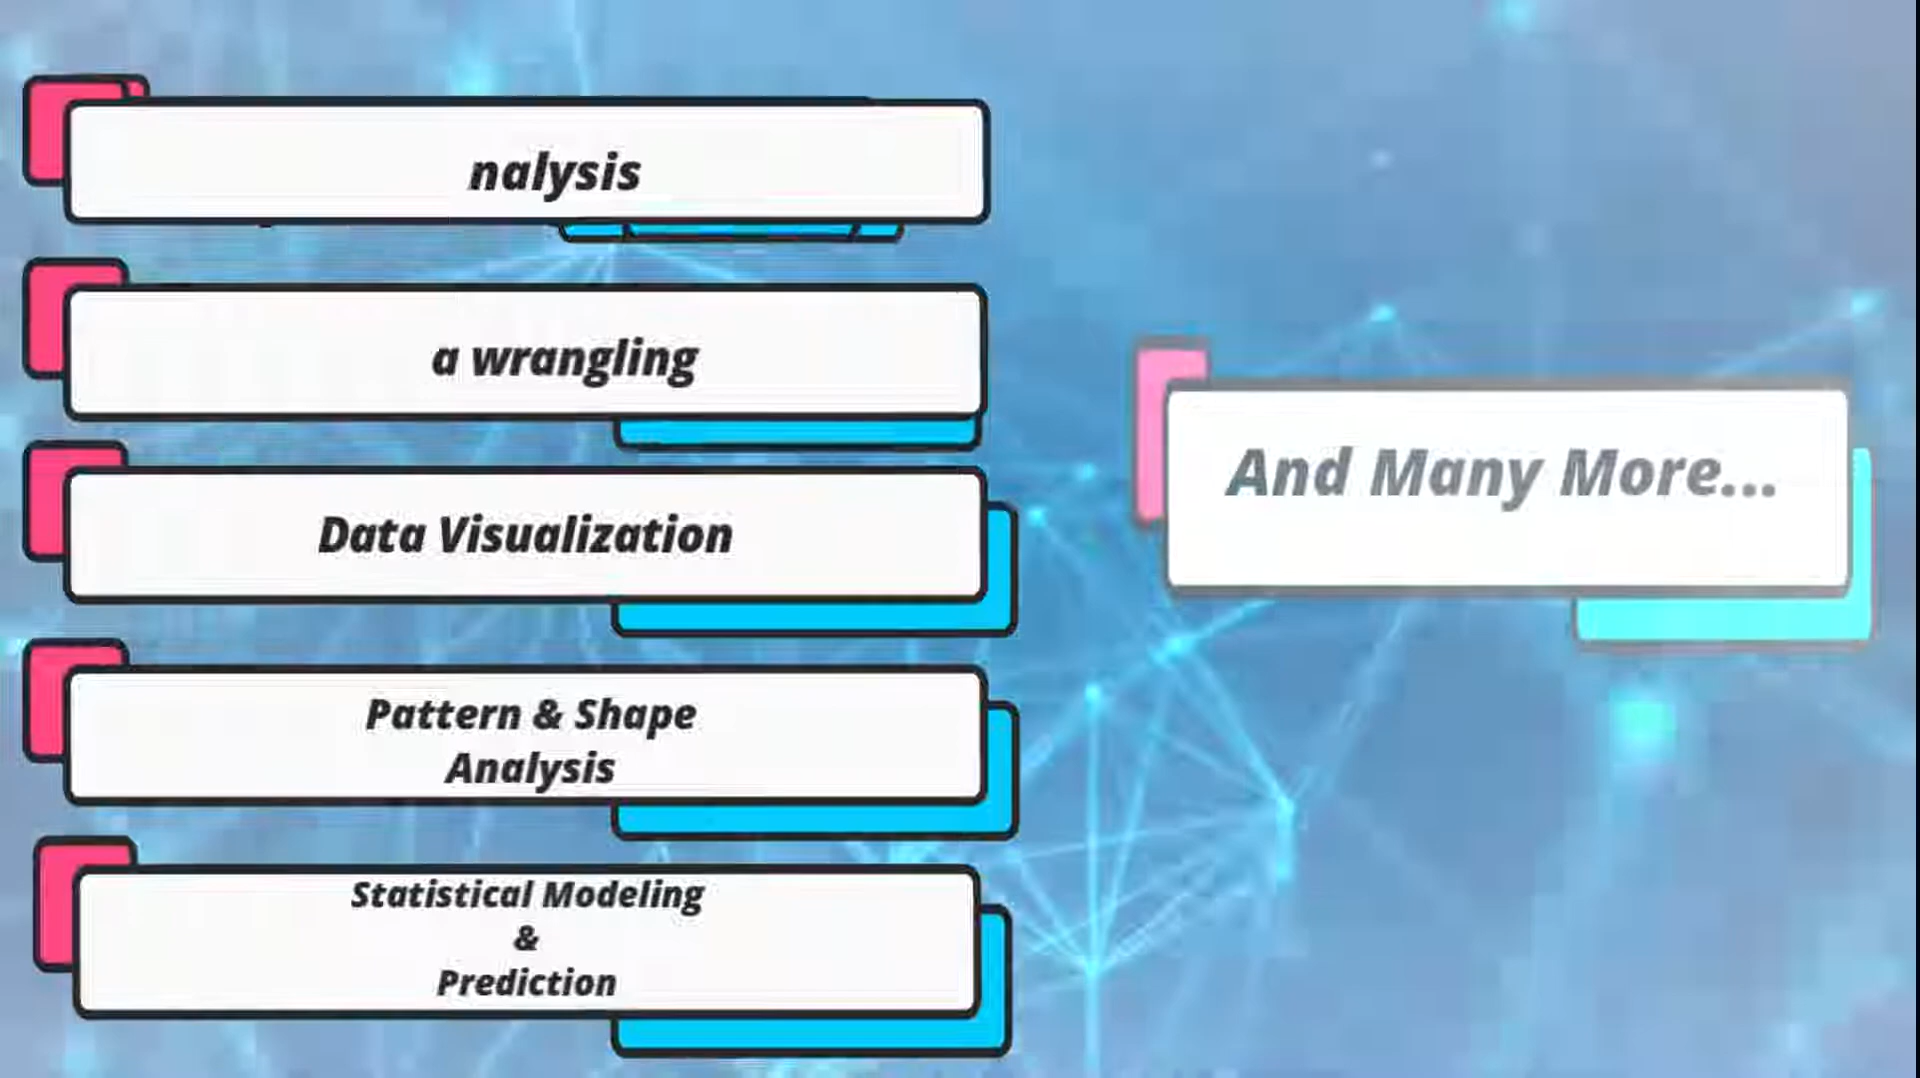 nalysis
a wrangling
Data Visualization
Pattern & Shape
Analysis
Statistical Modeling
&
Prediction
And Many More...